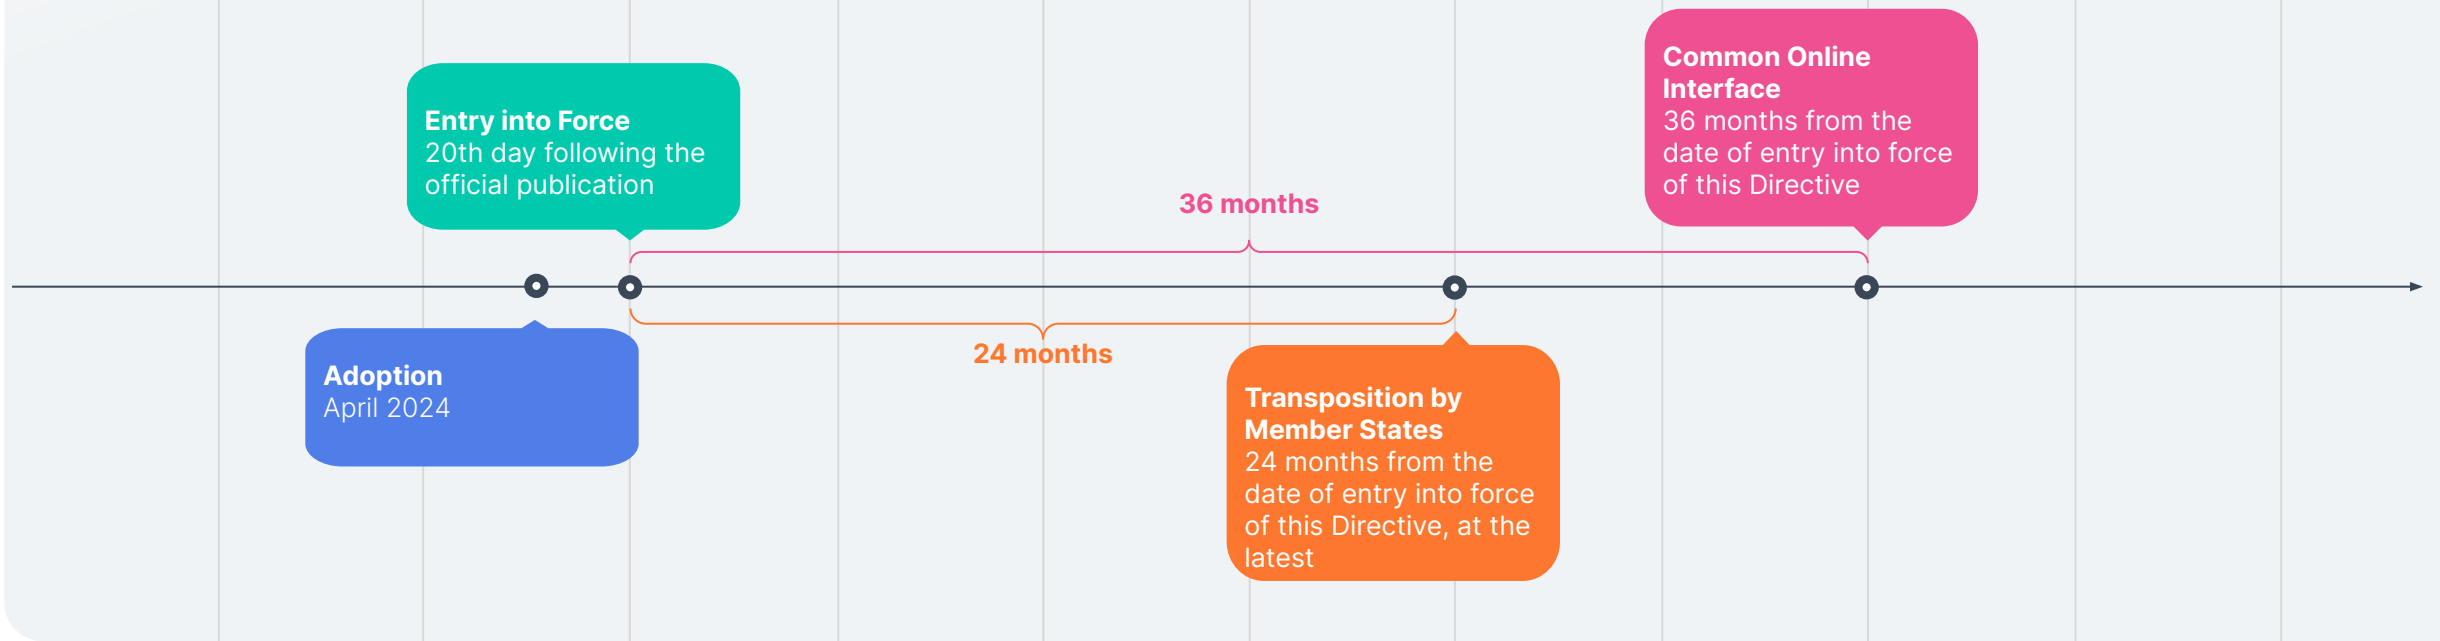 Common Online
Interface
36 months from the
date of entry into force
of this Directive
Entry into Force
20th day following the
official publication
36 months
24 months
Adoption
April 2024
Transposition by
Member States
24 months from the
date of entry into force
of this Directive, at the
latest